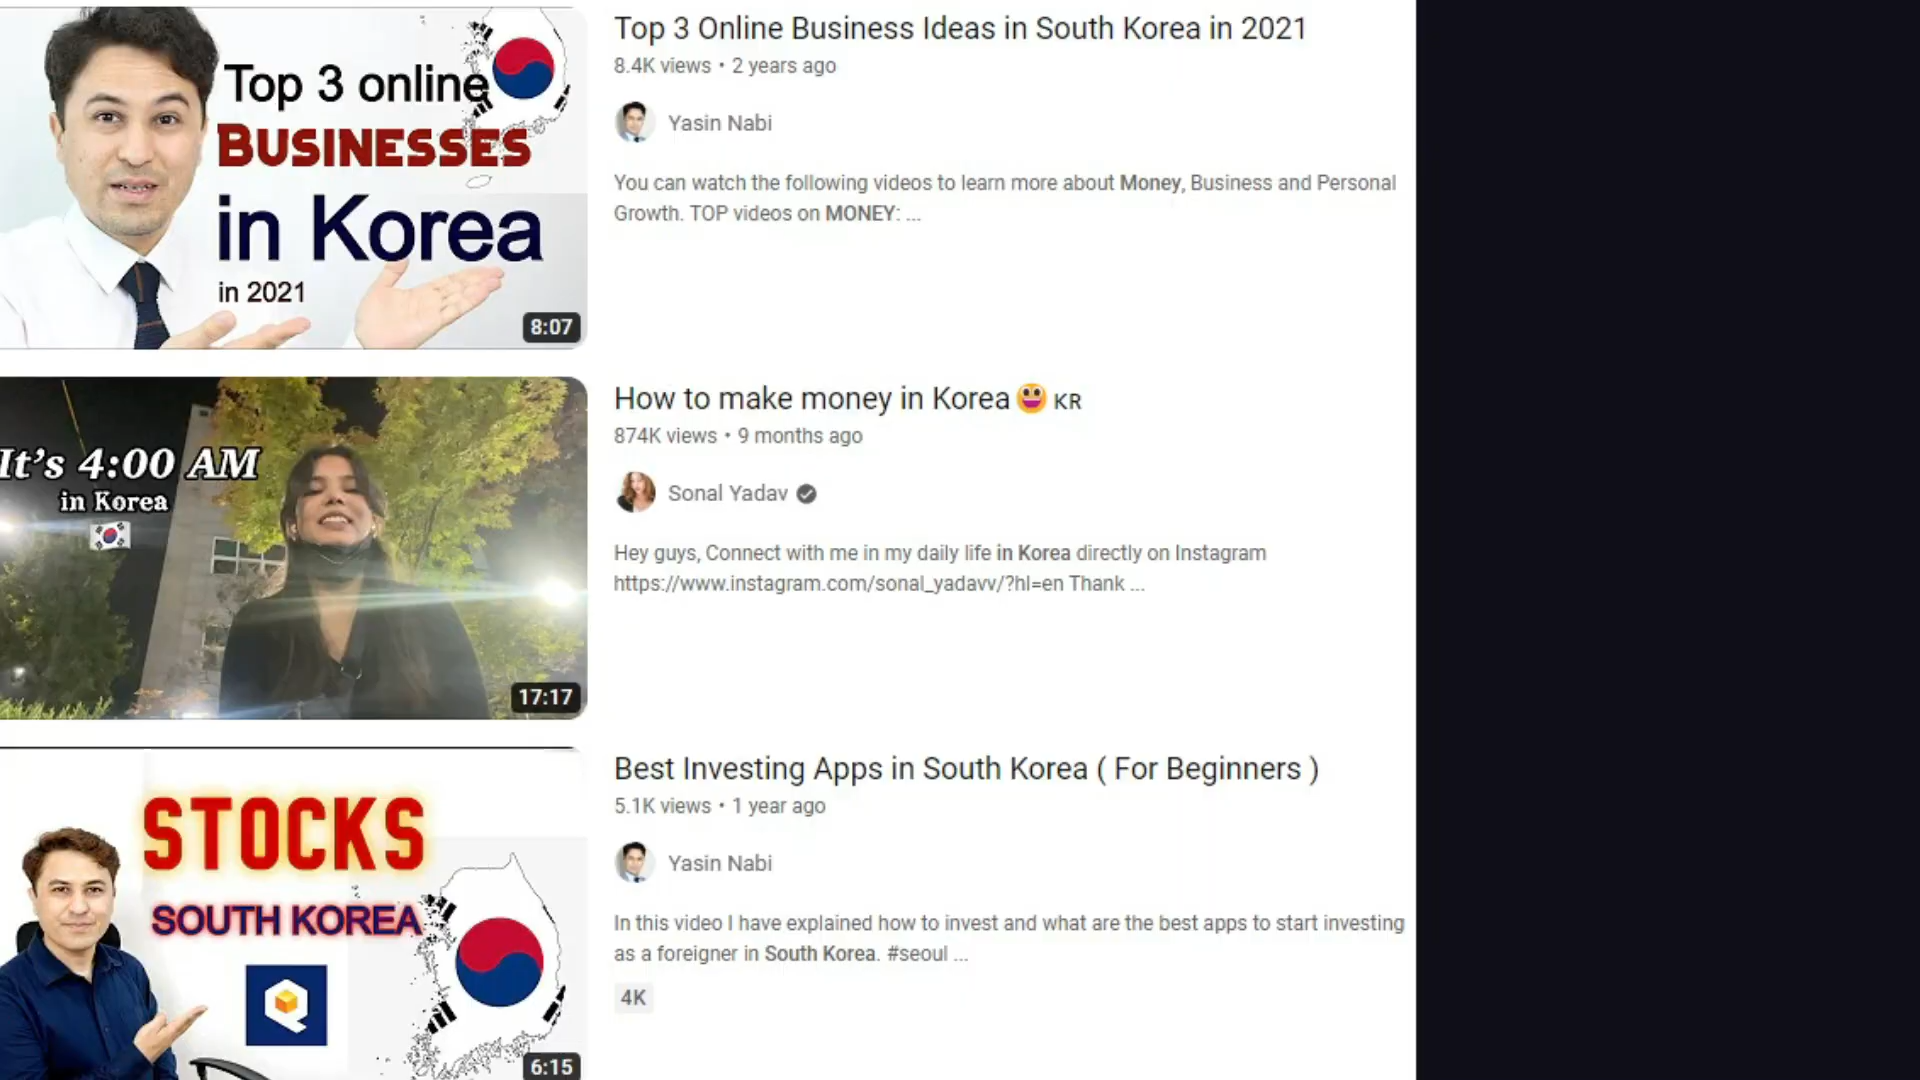 Top 3 online
BUSINESSES
in Korea
in 2021
8:07
Top 3 Online Business Ideas in South Korea in 2021
8.4K views • 2 years ago
Yasin Nabi
You can watch the following videos to learn more about Money, Business and Personal
Growth. TOP videos on MONEY: ...
It's 4:00 AM
in Korea
17:17
How to make money in Korea😃 KR
874K views • 9 months ago
Sonal Yadav
Hey guys, Connect with me in my daily life in Korea directly on Instagram
https://www.instagram.com/sonal_yadavv/?hl=en Thank ...
STOCKS
SOUTH KOREA
6:15
Best Investing Apps in South Korea ( For Beginners )
5.1K views • 1 year ago
Yasin Nabi
In this video I have explained how to invest and what are the best apps to start investing
as a foreigner in South Korea. #seoul ...
4K